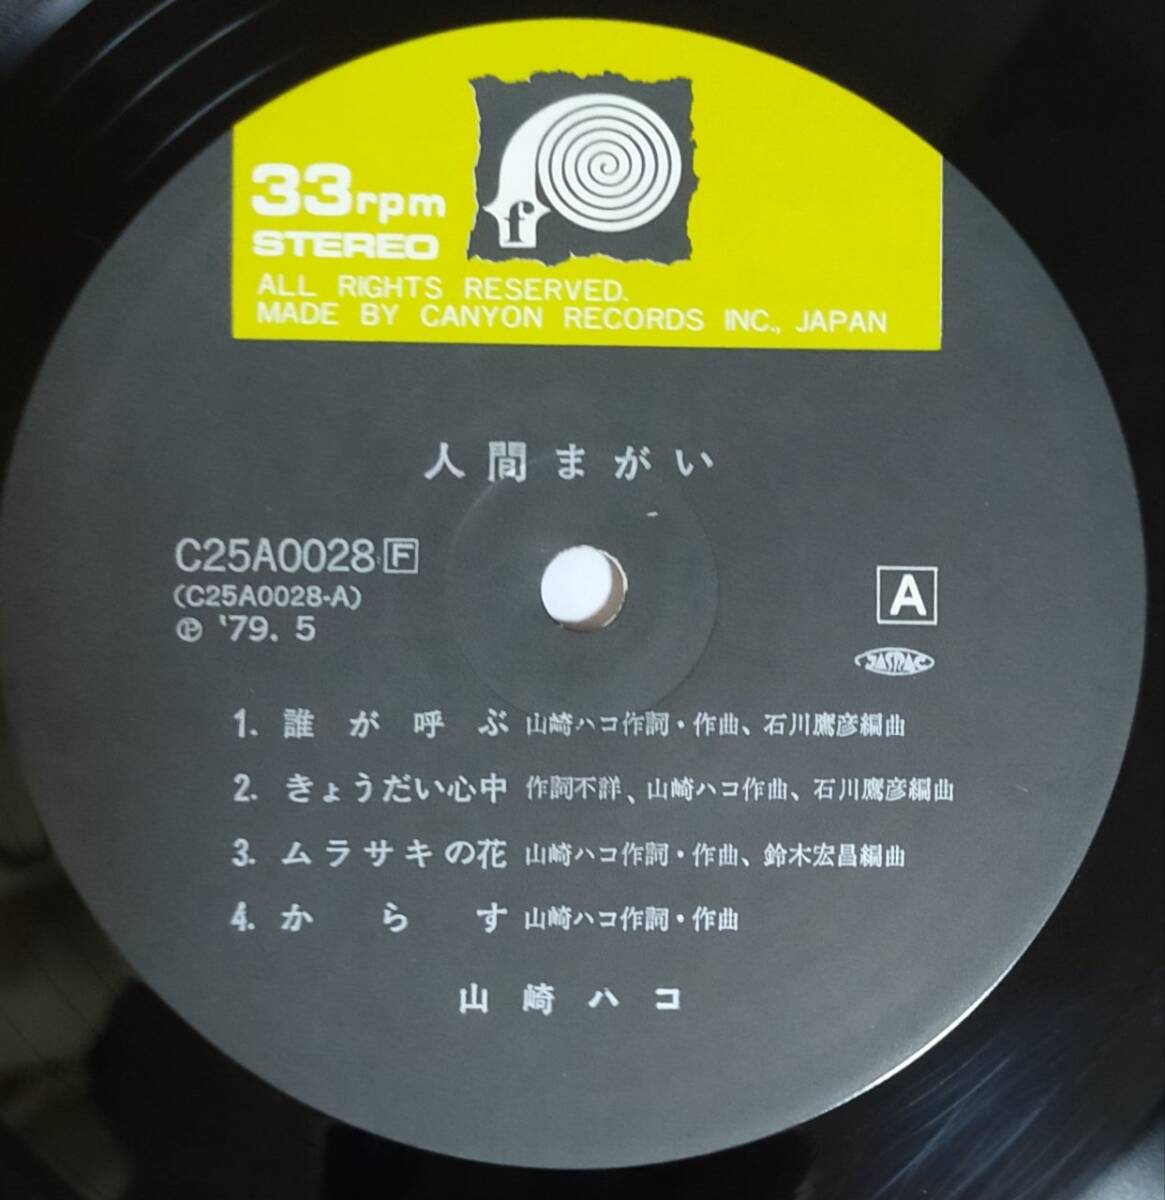 f
33rpm
STEREO
ALL RIGHTS RESERVED.
MADE BY CANYON RECORDS INC., JAPAN
人間まがい
C25A0028 F
(C25A0028-A)
Ⓟ '79. 5
A
JASRAC
1. 誰が呼ぶ 山崎ハコ作詞・作曲、石川鷹彦編曲
2. きょうだい心中 作詞不詳、山崎ハコ作曲、石川鷹彦編曲
3. ムラサキの花 山崎ハコ作詞・作曲、鈴木宏昌編曲
4. からす 山崎ハコ作詞・作曲
山崎ハコ